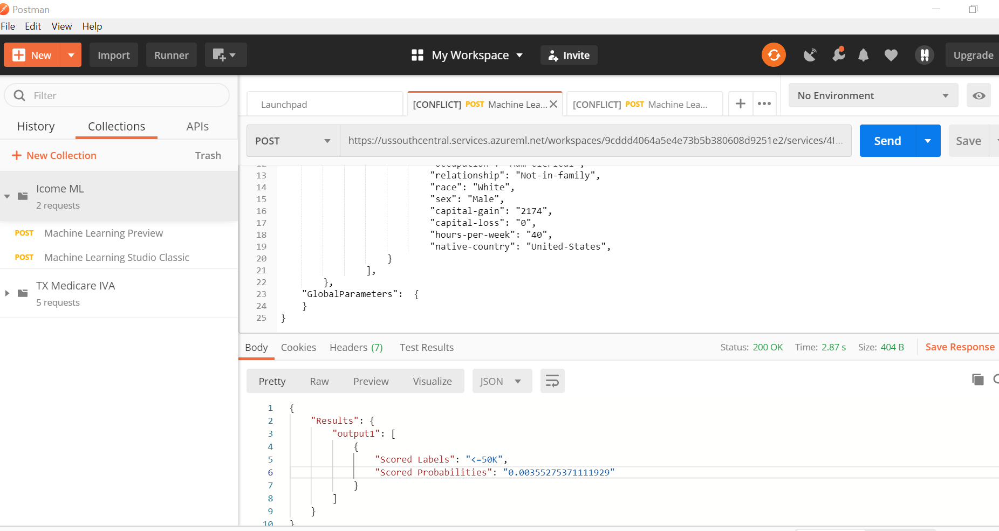 Postman
File Edit View Help
New Import Runner My Workspace Invite Upgrade
Filter
History Collections APIs
New Collection Trash
Icome ML
2 requests
POST Machine Learning Preview
POST Machine Learning Studio Classic
TX Medicare IVA
5 requests
Launchpad [CONFLICT] POST Machine Lea... [CONFLICT] POST Machine Lea... No Environment
POST https://ussouthcentral.services.azureml.net/workspaces/9cddd4064a5e4e73b5b380608d9251e2/services/4f... Send Save
13 "relationship": "Not-in-family",
14 "race": "White",
15 "sex": "Male",
16 "capital-gain": "2174",
17 "capital-loss": "0",
18 "hours-per-week": "40",
19 "native-country": "United-States",
20 }
21 ],
22 },
23 "GlobalParameters": {
24 }
25 }
Body Cookies Headers (7) Test Results Status: 200 OK Time: 2.87 s Size: 404 B Save Response
Pretty Raw Preview Visualize JSON
1 {
2 "Results": {
3 "output1": [
4 {
5 "Scored Labels": "<=50K",
6 "Scored Probabilities": "0.00355275371111929"
7 }
8 ]
9 }
10 }